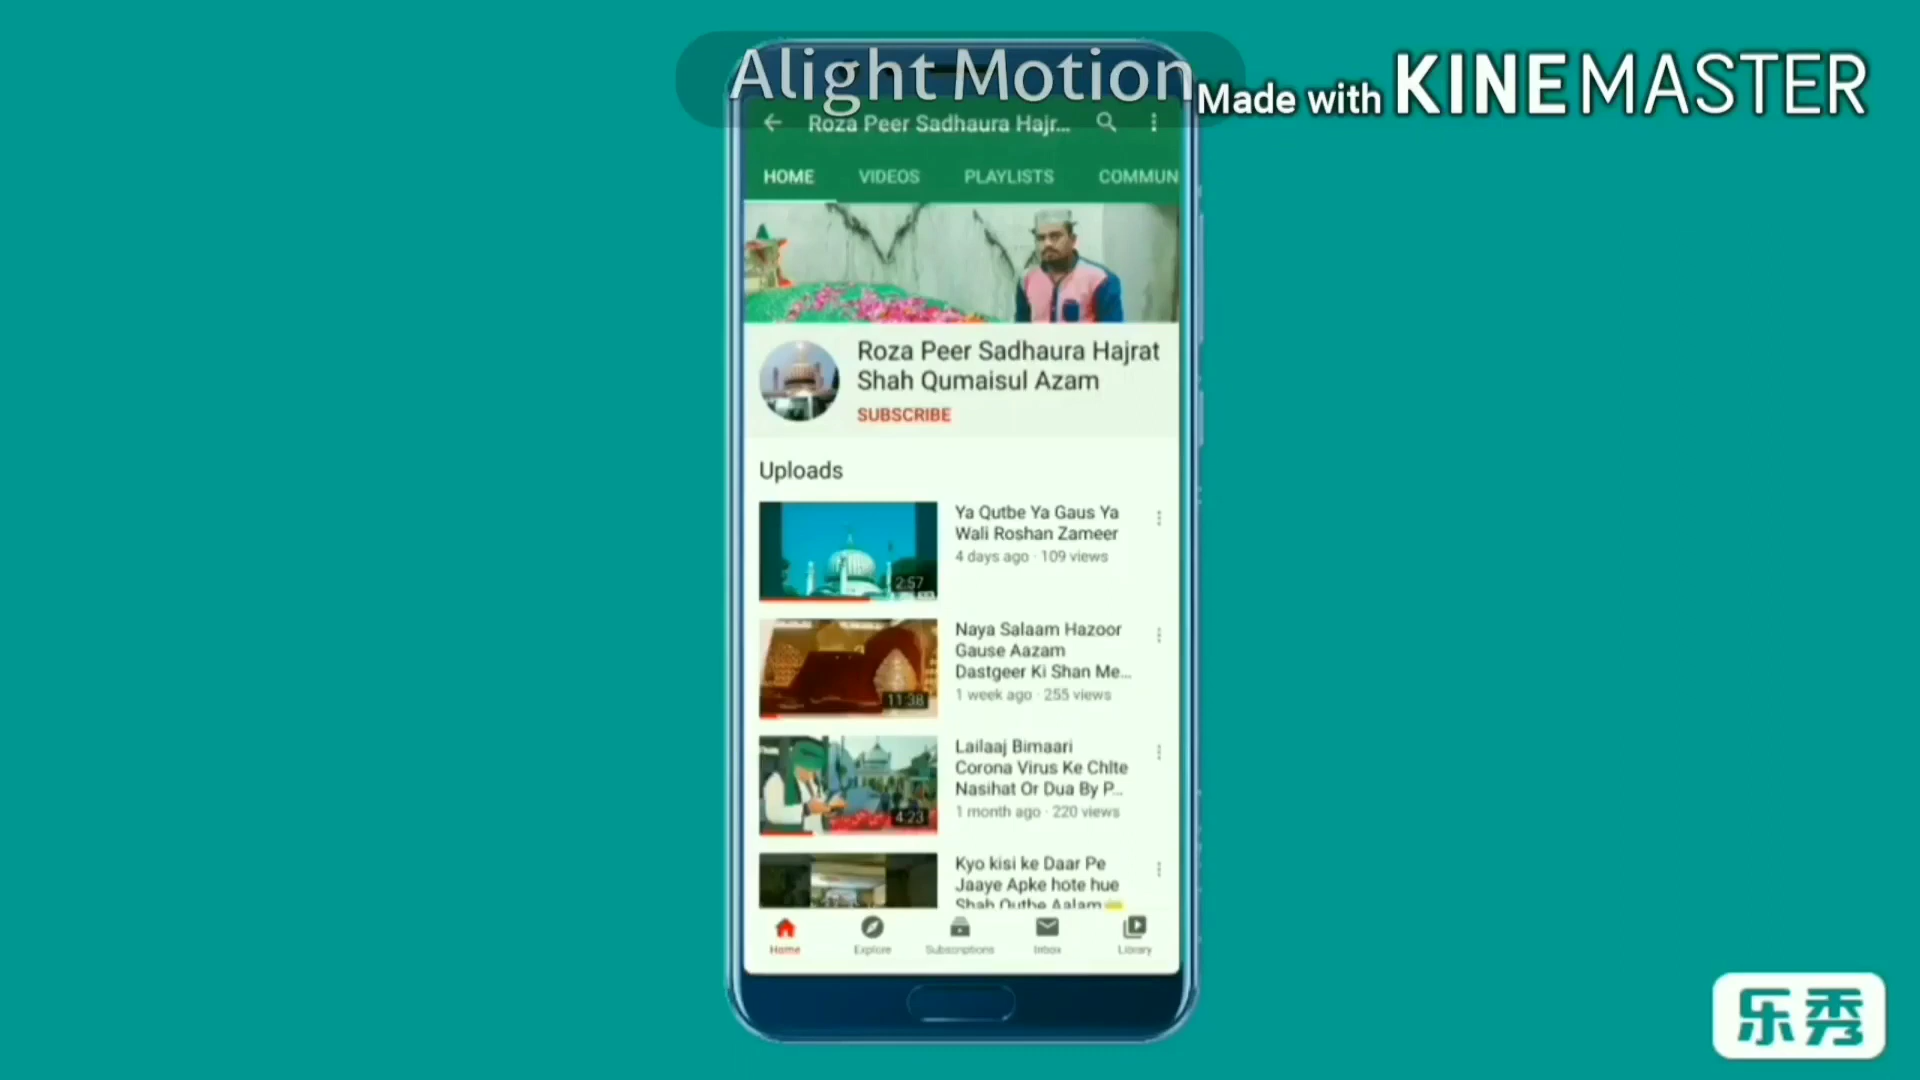 Alight Motion
Made with KINEMASTER
Roza Peer Sadhaura Hajr...
HOME VIDEOS PLAYLISTS COMMUN
Roza Peer Sadhaura Hajrat
Shah Qumaisul Azam
SUBSCRIBE
Uploads
Ya Qutbe Ya Gaus Ya
Wali Roshan Zameer
4 days ago · 109 views
2:57
Naya Salaam Hazoor
Gause Aazam
Dastgeer Ki Shan Me...
1 week ago · 255 views
11:38
Lailaaj Bimaari
Corona Virus Ke Chlte
Nasihat Or Dua By P...
1 month ago · 220 views
4:23
Kyo kisi ke Daar Pe
Jaaye Apke hote hue
Shah Qutbe Aalam
Home Explore Subscriptions Inbox Library
乐秀